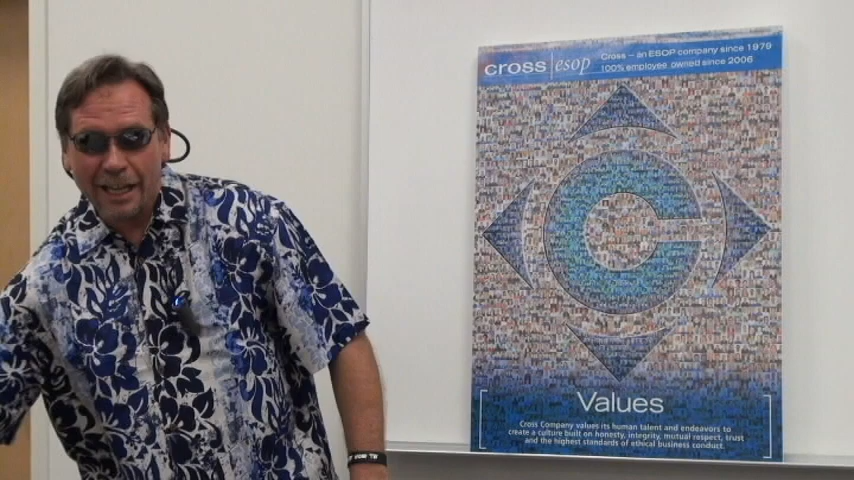 cross | esop
Cross – an ESOP company since 1979
100% employee owned since 2006
Values
Cross Company values its human talent and endeavors to
create a culture built on honesty, integrity, mutual respect, trust
and the highest standards of ethical business conduct.